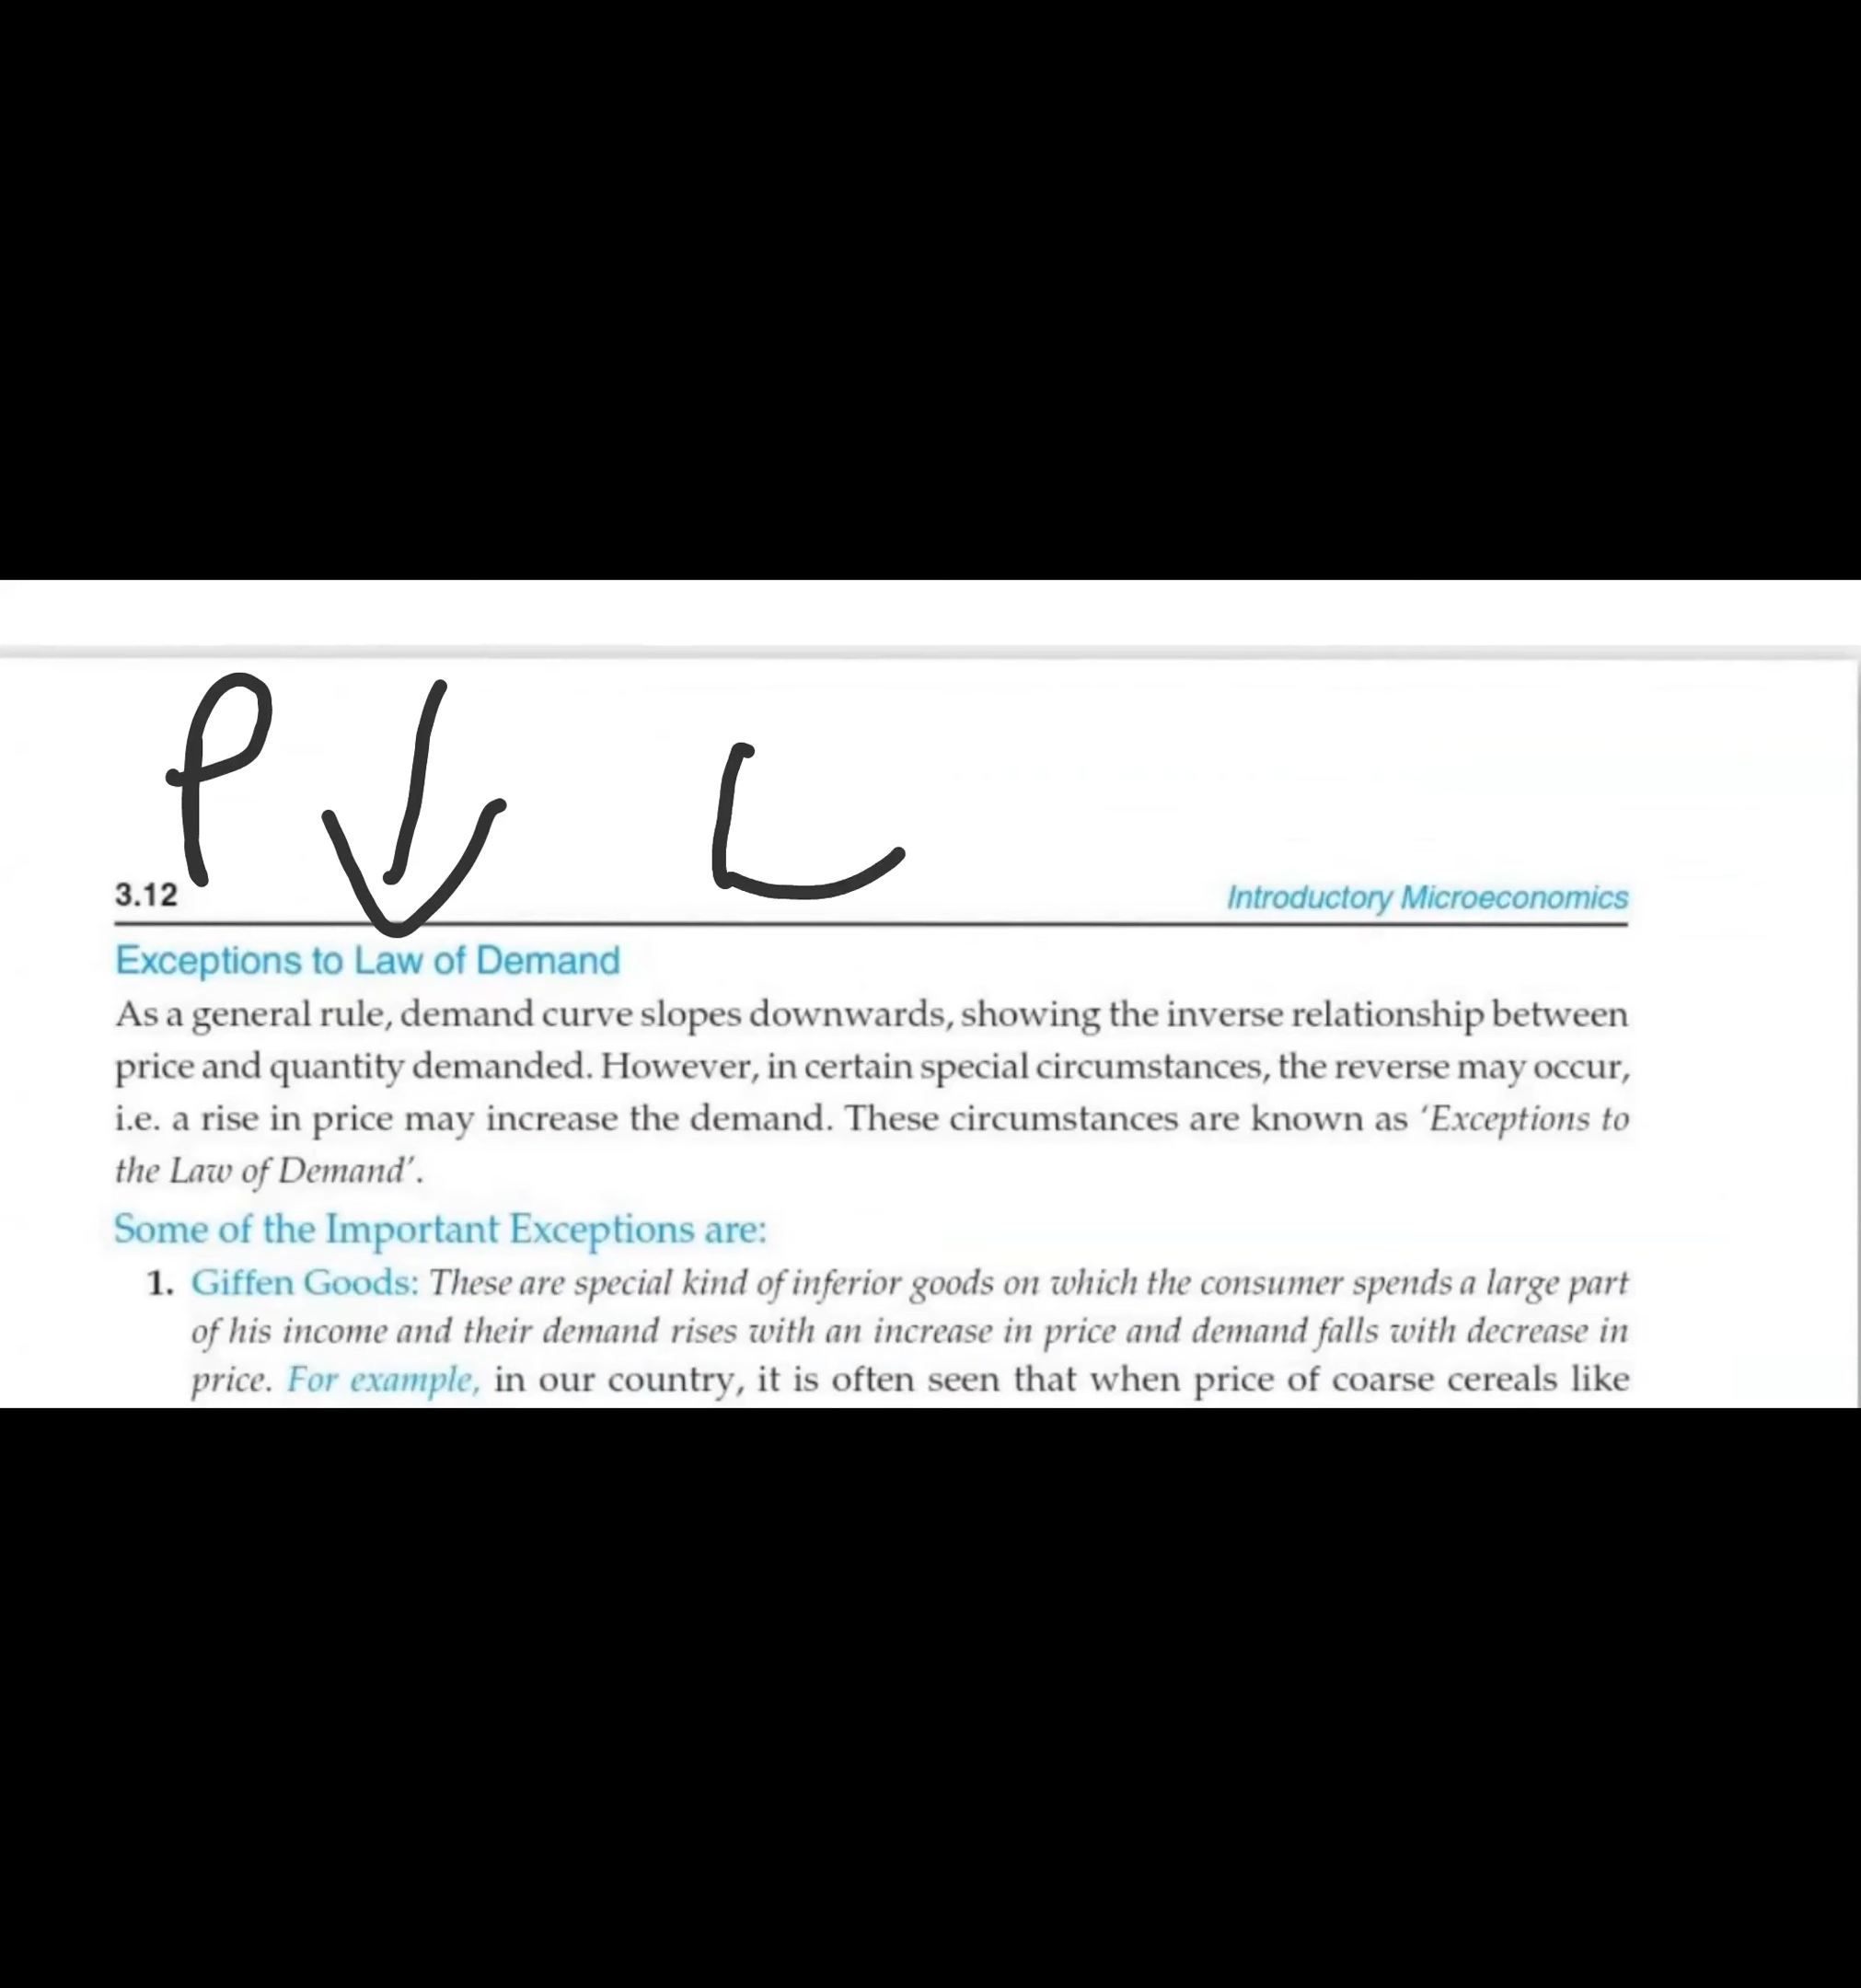 P ↓ L
3.12 Introductory Microeconomics
Exceptions to Law of Demand
As a general rule, demand curve slopes downwards, showing the inverse relationship between
price and quantity demanded. However, in certain special circumstances, the reverse may occur,
i.e. a rise in price may increase the demand. These circumstances are known as ‘Exceptions to
the Law of Demand’.
Some of the Important Exceptions are:
1. Giffen Goods: These are special kind of inferior goods on which the consumer spends a large part
of his income and their demand rises with an increase in price and demand falls with decrease in
price. For example, in our country, it is often seen that when price of coarse cereals like